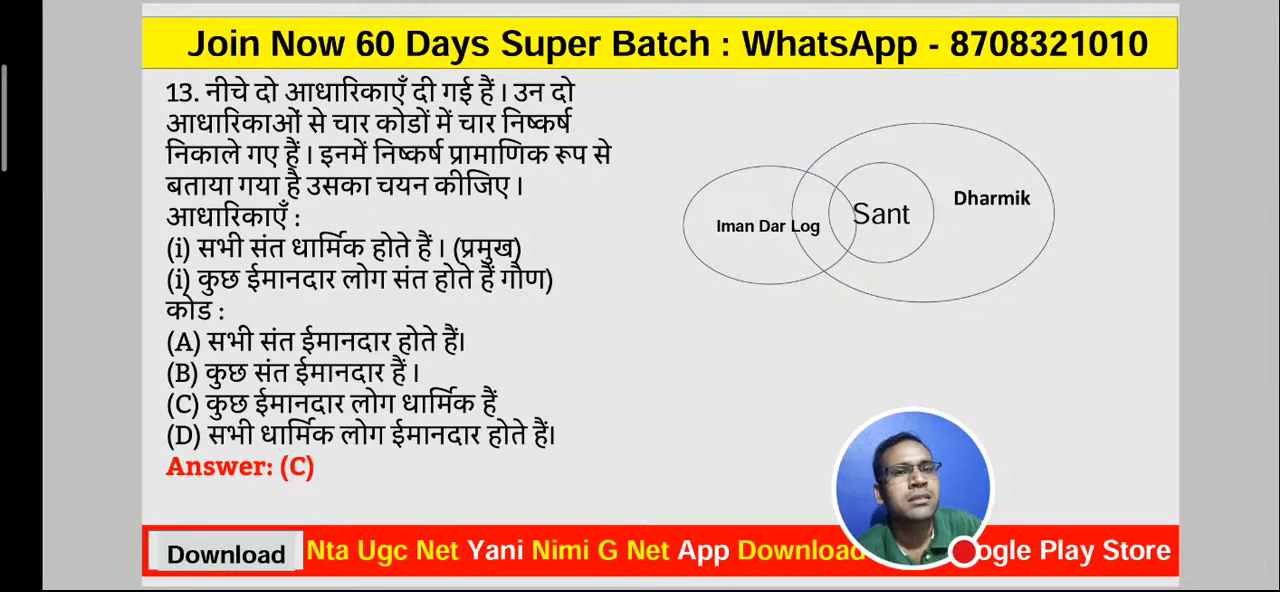 Join Now 60 Days Super Batch : WhatsApp - 8708321010
13. नीचे दो आधारिकाएँ दी गई हैं । उन दो
आधारिकाओं से चार कोडों में चार निष्कर्ष
निकाले गए हैं । इनमें निष्कर्ष प्रामाणिक रूप से
बताया गया है उसका चयन कीजिए ।
आधारिकाएँ :
(i) सभी संत धार्मिक होते हैं । (प्रमुख)
(i) कुछ ईमानदार लोग संत होते हैं गौण)
कोड :
(A) सभी संत ईमानदार होते हैं।
(B) कुछ संत ईमानदार हैं ।
(C) कुछ ईमानदार लोग धार्मिक हैं
(D) सभी धार्मिक लोग ईमानदार होते हैं।
Answer: (C)
Iman Dar Log
Sant
Dharmik
Download
Nta Ugc Net Yani Nimi G Net App Download
ogle Play Store